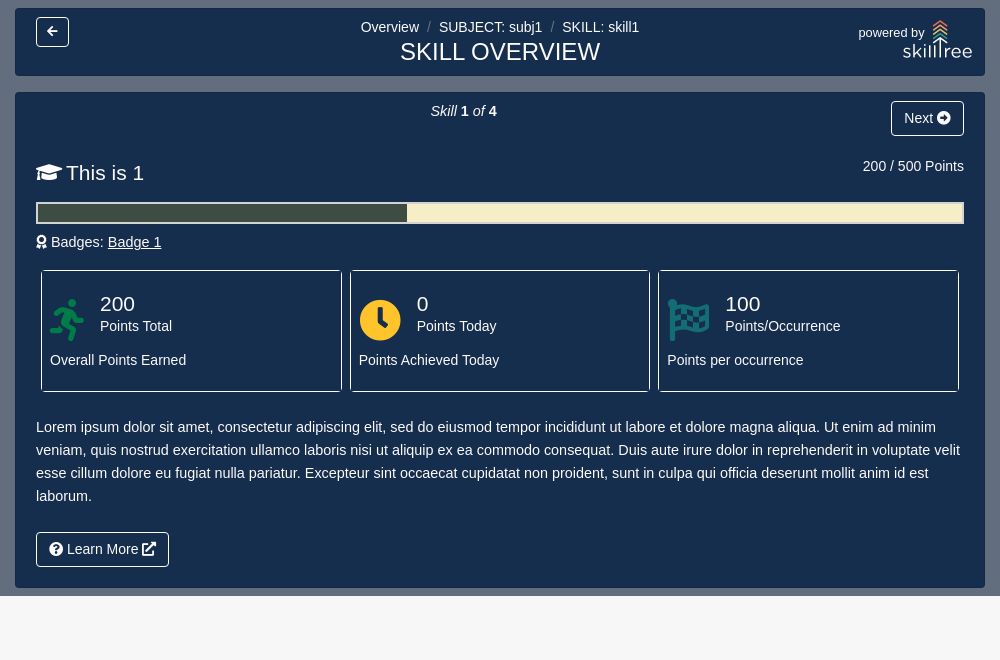 Overview / SUBJECT: subj1 / SKILL: skill1
SKILL OVERVIEW
powered by
skilltree
Skill 1 of 4
Next
This is 1
200 / 500 Points
Badges: Badge 1
200
Points Total
Overall Points Earned
0
Points Today
Points Achieved Today
100
Points/Occurrence
Points per occurrence
Lorem ipsum dolor sit amet, consectetur adipiscing elit, sed do eiusmod tempor incididunt ut labore et dolore magna aliqua. Ut enim ad minim
veniam, quis nostrud exercitation ullamco laboris nisi ut aliquip ex ea commodo consequat. Duis aute irure dolor in reprehenderit in voluptate velit
esse cillum dolore eu fugiat nulla pariatur. Excepteur sint occaecat cupidatat non proident, sunt in culpa qui officia deserunt mollit anim id est
laborum.
Learn More